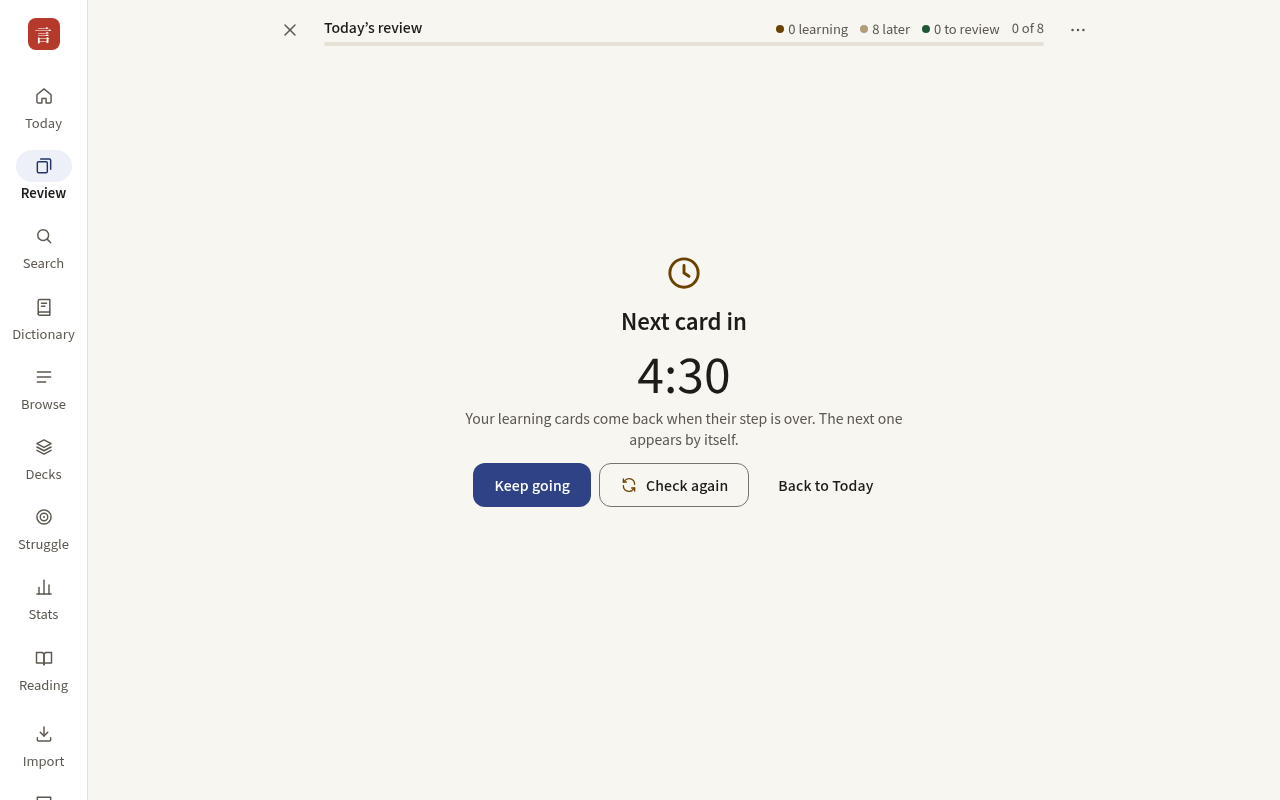 言
Today
Review
Search
Dictionary
Browse
Decks
Struggle
Stats
Reading
Import
Today's review
0 learning
8 later
0 to review
0 of 8
Next card in
4:30
Your learning cards come back when their step is over. The next one
appears by itself.
Keep going
Check again
Back to Today